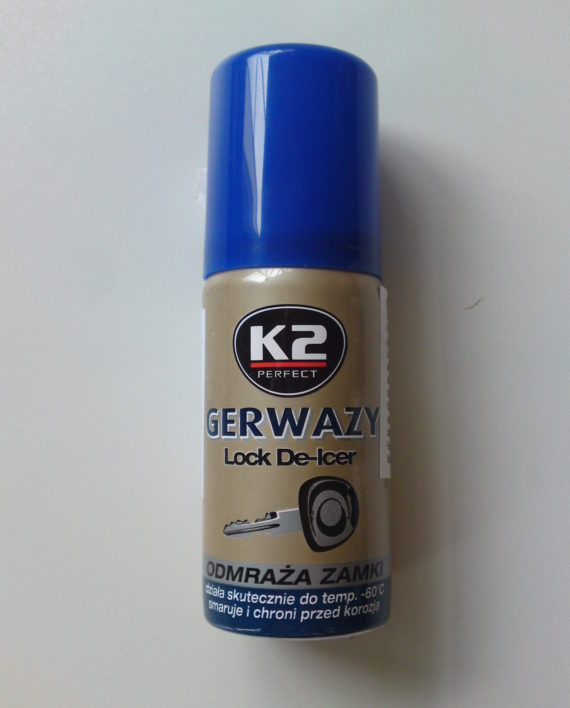 K2
PERFECT
GERWAZY
Lock De-Icer
ODMRAŻA ZAMKI
działa skutecznie do temp. -60°C
smaruje i chroni przed korozją